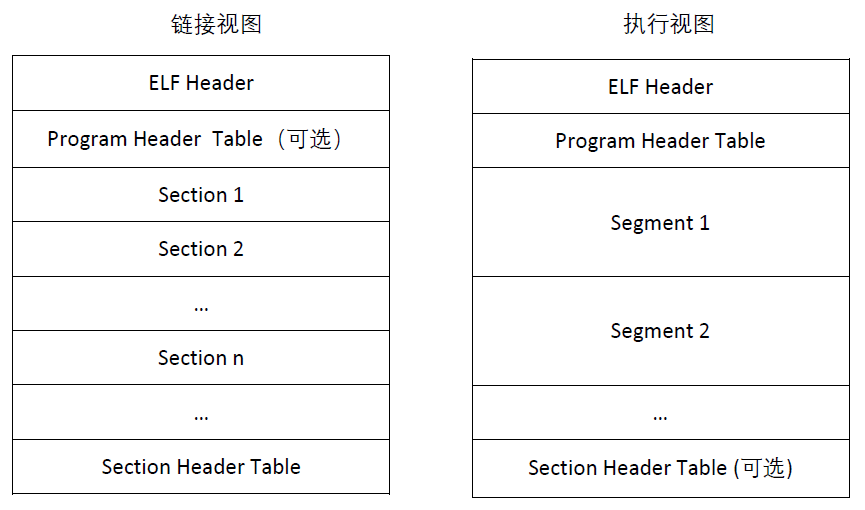 链接视图
ELF Header
Program Header Table（可选）
Section 1
Section 2
...
Section n
...
Section Header Table
执行视图
ELF Header
Program Header Table
Segment 1
Segment 2
...
Section Header Table (可选)